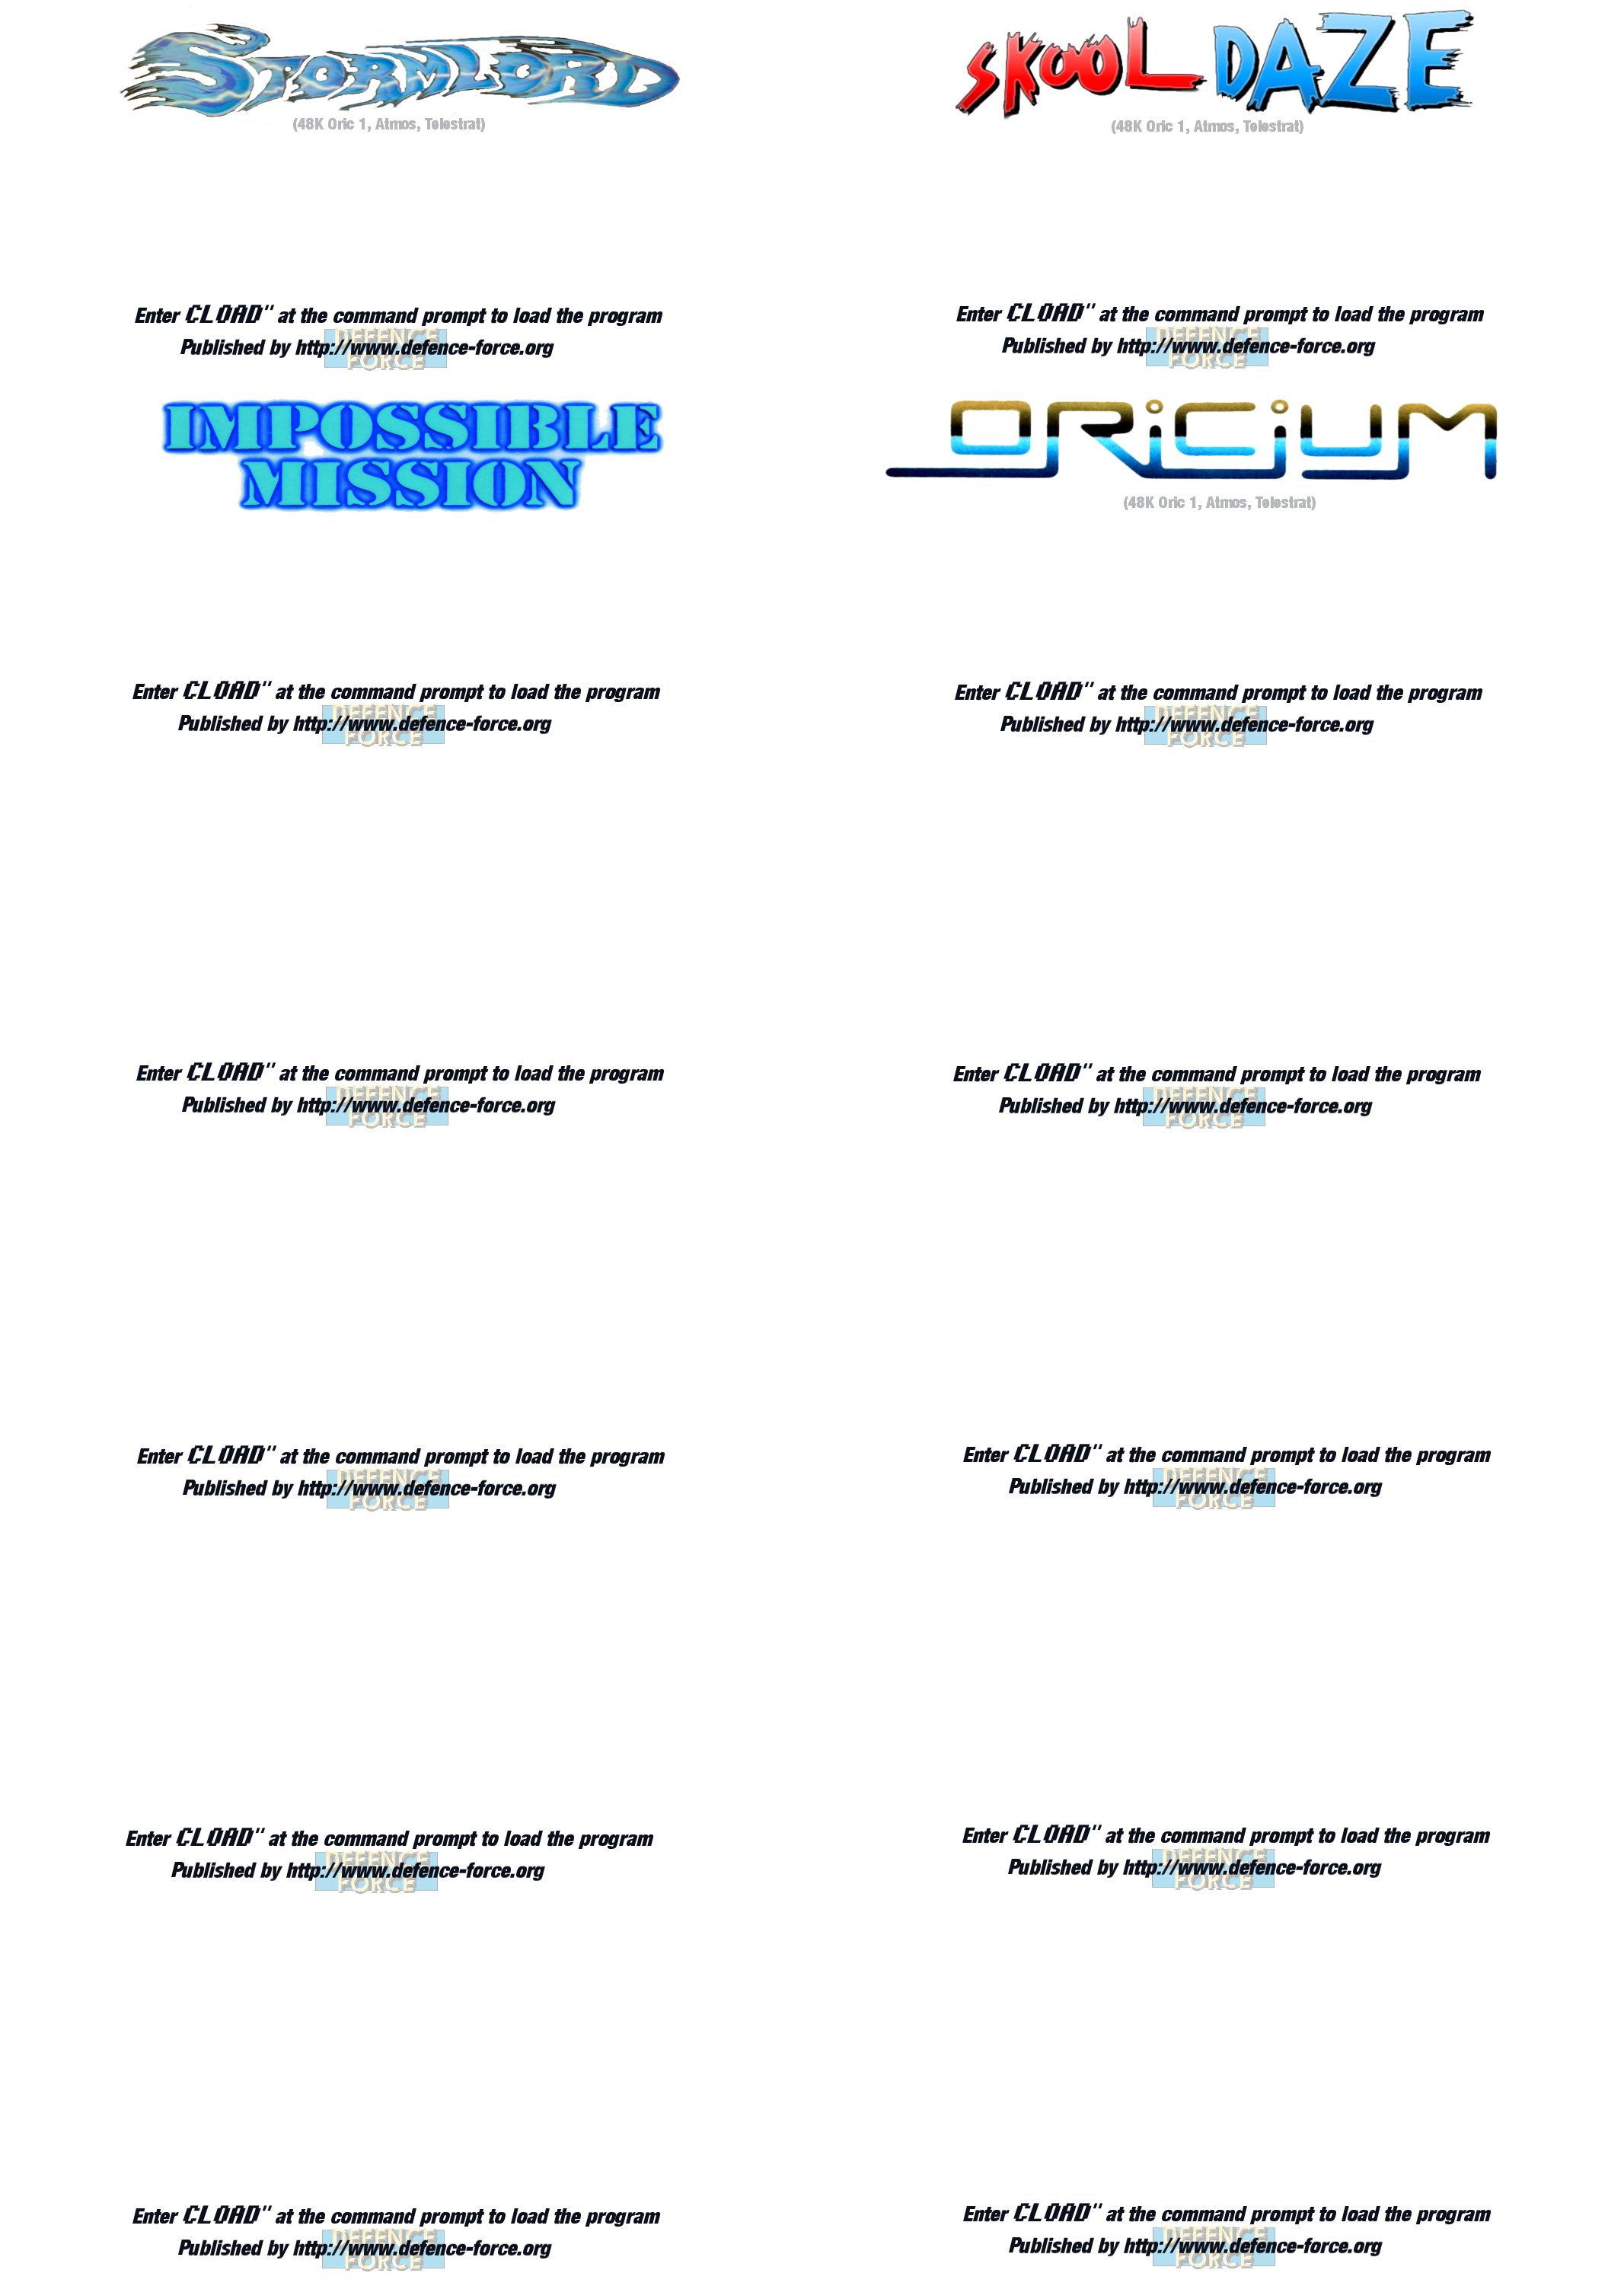 STORMLORD
(48K Oric 1, Atmos, Telestrat)
Enter CLOAD" at the command prompt to load the program
DEFENCE FORCE
Published by http://www.defence-force.org
SKOOL DAZE
(48K Oric 1, Atmos, Telestrat)
Enter CLOAD" at the command prompt to load the program
DEFENCE FORCE
Published by http://www.defence-force.org
IMPOSSIBLE
MISSION
Enter CLOAD" at the command prompt to load the program
DEFENCE FORCE
Published by http://www.defence-force.org
ORICIUM
(48K Oric 1, Atmos, Telestrat)
Enter CLOAD" at the command prompt to load the program
DEFENCE FORCE
Published by http://www.defence-force.org
Enter CLOAD" at the command prompt to load the program
DEFENCE FORCE
Published by http://www.defence-force.org
Enter CLOAD" at the command prompt to load the program
DEFENCE FORCE
Published by http://www.defence-force.org
Enter CLOAD" at the command prompt to load the program
DEFENCE FORCE
Published by http://www.defence-force.org
Enter CLOAD" at the command prompt to load the program
DEFENCE FORCE
Published by http://www.defence-force.org
Enter CLOAD" at the command prompt to load the program
DEFENCE FORCE
Published by http://www.defence-force.org
Enter CLOAD" at the command prompt to load the program
DEFENCE FORCE
Published by http://www.defence-force.org
Enter CLOAD" at the command prompt to load the program
DEFENCE FORCE
Published by http://www.defence-force.org
Enter CLOAD" at the command prompt to load the program
DEFENCE FORCE
Published by http://www.defence-force.org